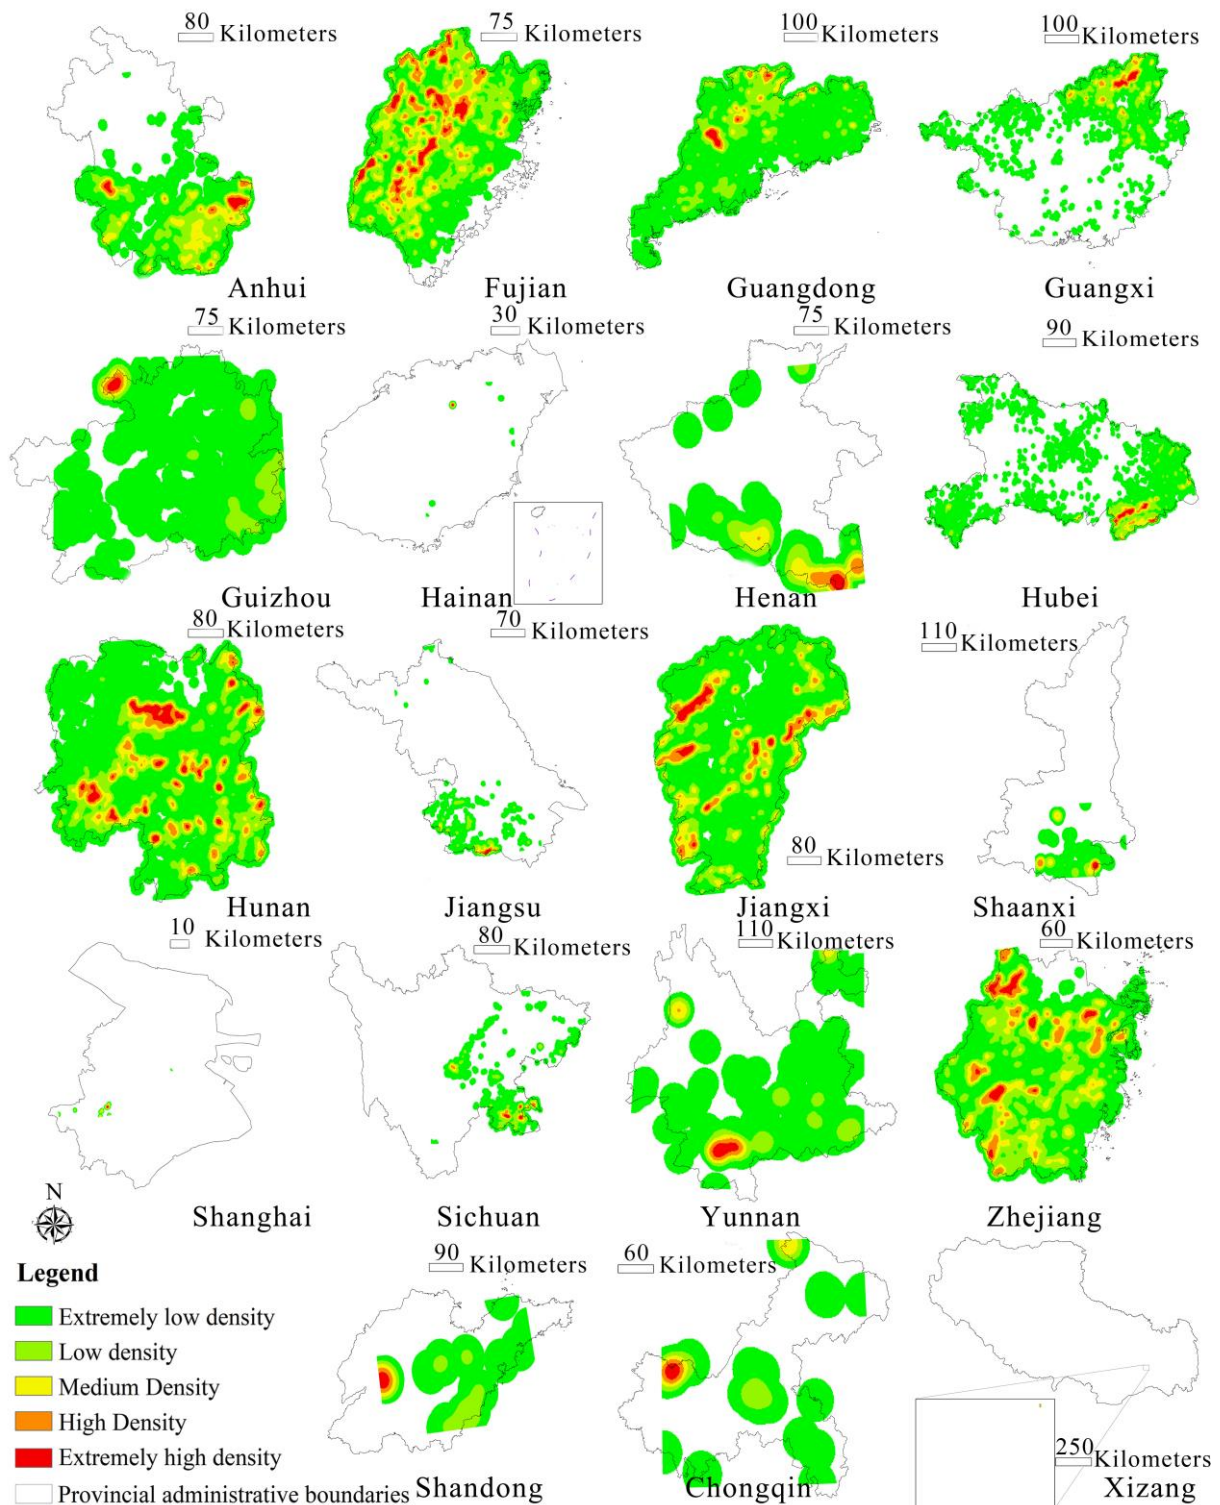 80 Kilometers
75 Kilometers
100 Kilometers
100 Kilometers
Anhui
Fujian
Guangdong
Guangxi
75 Kilometers
30 Kilometers
75 Kilometers
90 Kilometers
Guizhou
Hainan
Henan
Hubei
80 Kilometers
70 Kilometers
80 Kilometers
110 Kilometers
Hunan
Jiangsu
Jiangxi
Shaanxi
10 Kilometers
80 Kilometers
110 Kilometers
60 Kilometers
Shanghai
Sichuan
Yunnan
Zhejiang
N
90 Kilometers
60 Kilometers
250 Kilometers
Shandong
Chongqin
Xizang
Legend
Extremely low density
Low density
Medium Density
High Density
Extremely high density
Provincial administrative boundaries